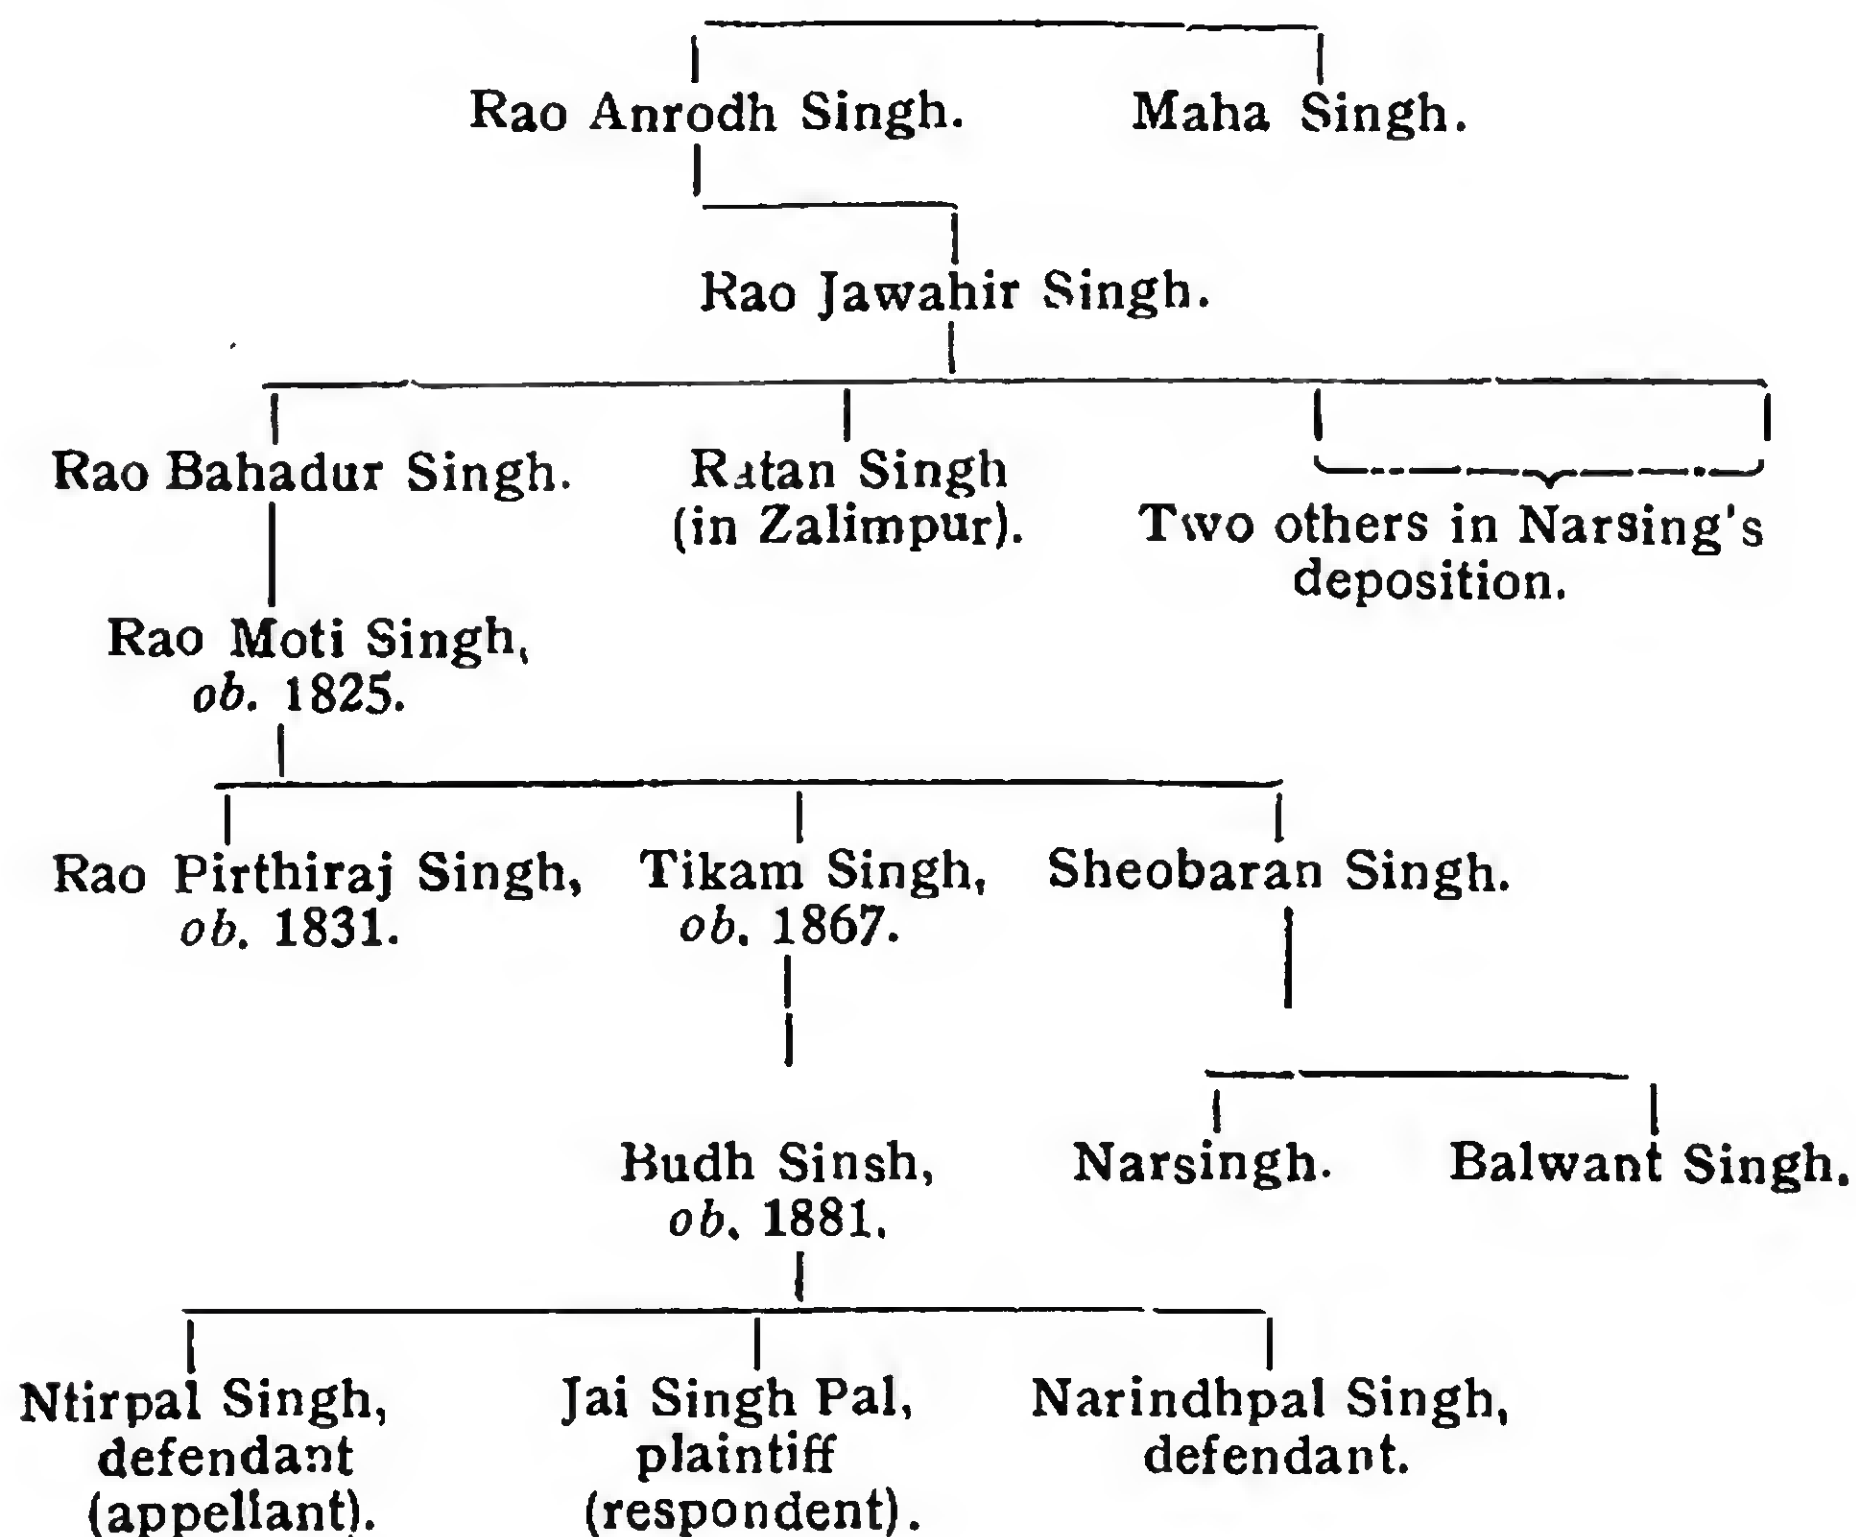 Rao Anrodh Singh. Maha Singh.
Rao Jawahir Singh.
Rao Bahadur Singh. Ratan Singh
(in Zalimpur).
Two others in Narsing's
deposition.
Rao Moti Singh,
ob. 1825.
Rao Pirthiraj Singh,
ob. 1831.
Tikam Singh,
ob. 1867.
Sheobaran Singh.
Budh Sinsh,
ob. 1881.
Narsingh. Balwant Singh.
Ntirpal Singh,
defendant
(appellant).
Jai Singh Pal,
plaintiff
(respondent).
Narindhpal Singh,
defendant.